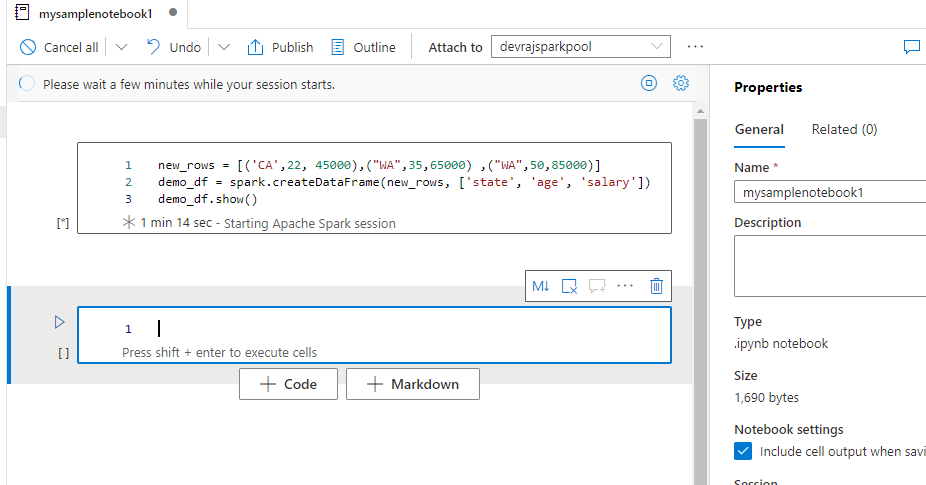 mysamplenotebook1
Cancel all Undo Publish Outline Attach to devrajsparkpool
Please wait a few minutes while your session starts.
1 new_rows = [('CA',22, 45000),("WA",35,65000) ,("WA",50,85000)]
2 demo_df = spark.createDataFrame(new_rows, ['state', 'age', 'salary'])
3 demo_df.show()
[*] 1 min 14 sec - Starting Apache Spark session
M↓
1
[ ] Press shift + enter to execute cells
+ Code + Markdown
Properties
General Related (0)
Name *
mysamplenotebook1
Description
Type
.ipynb notebook
Size
1,690 bytes
Notebook settings
Include cell output when savi
Session